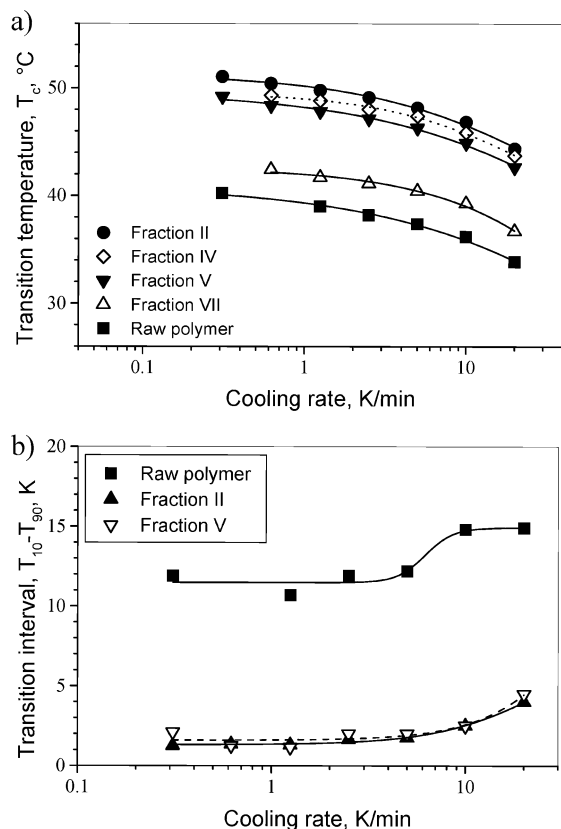 a)
Transition temperature, Tc, °C
50
40
30
Fraction II
Fraction IV
Fraction V
Fraction VII
Raw polymer
0.1
1
10
Cooling rate, K/min
b)
Transition interval, T10-T90, K
20
15
10
5
0
Raw polymer
Fraction II
Fraction V
0.1
1
10
Cooling rate, K/min